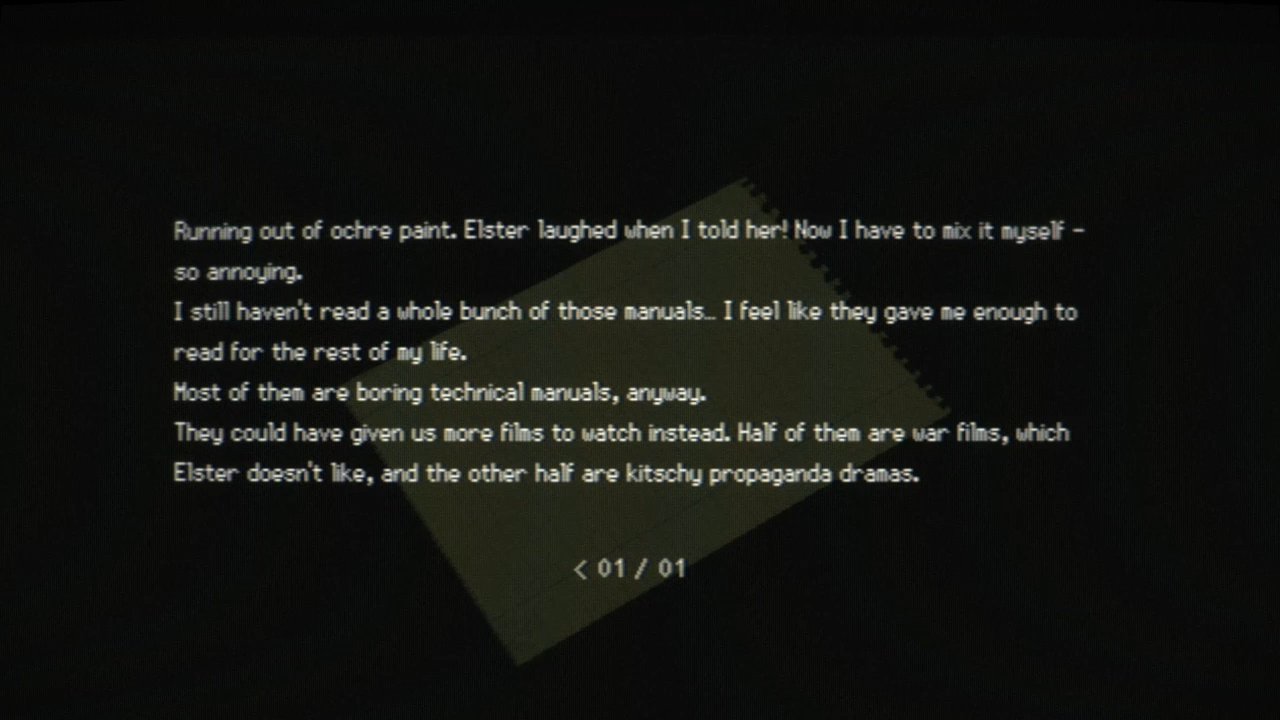 Running out of ochre paint. Elster laughed when I told her! Now I have to mix it myself -
so annoying.
I still haven't read a whole bunch of those manuals… I feel like they gave me enough to
read for the rest of my life.
Most of them are boring technical manuals, anyway.
They could have given us more films to watch instead. Half of them are war films, which
Elster doesn't like, and the other half are kitschy propaganda dramas.
< 01 / 01